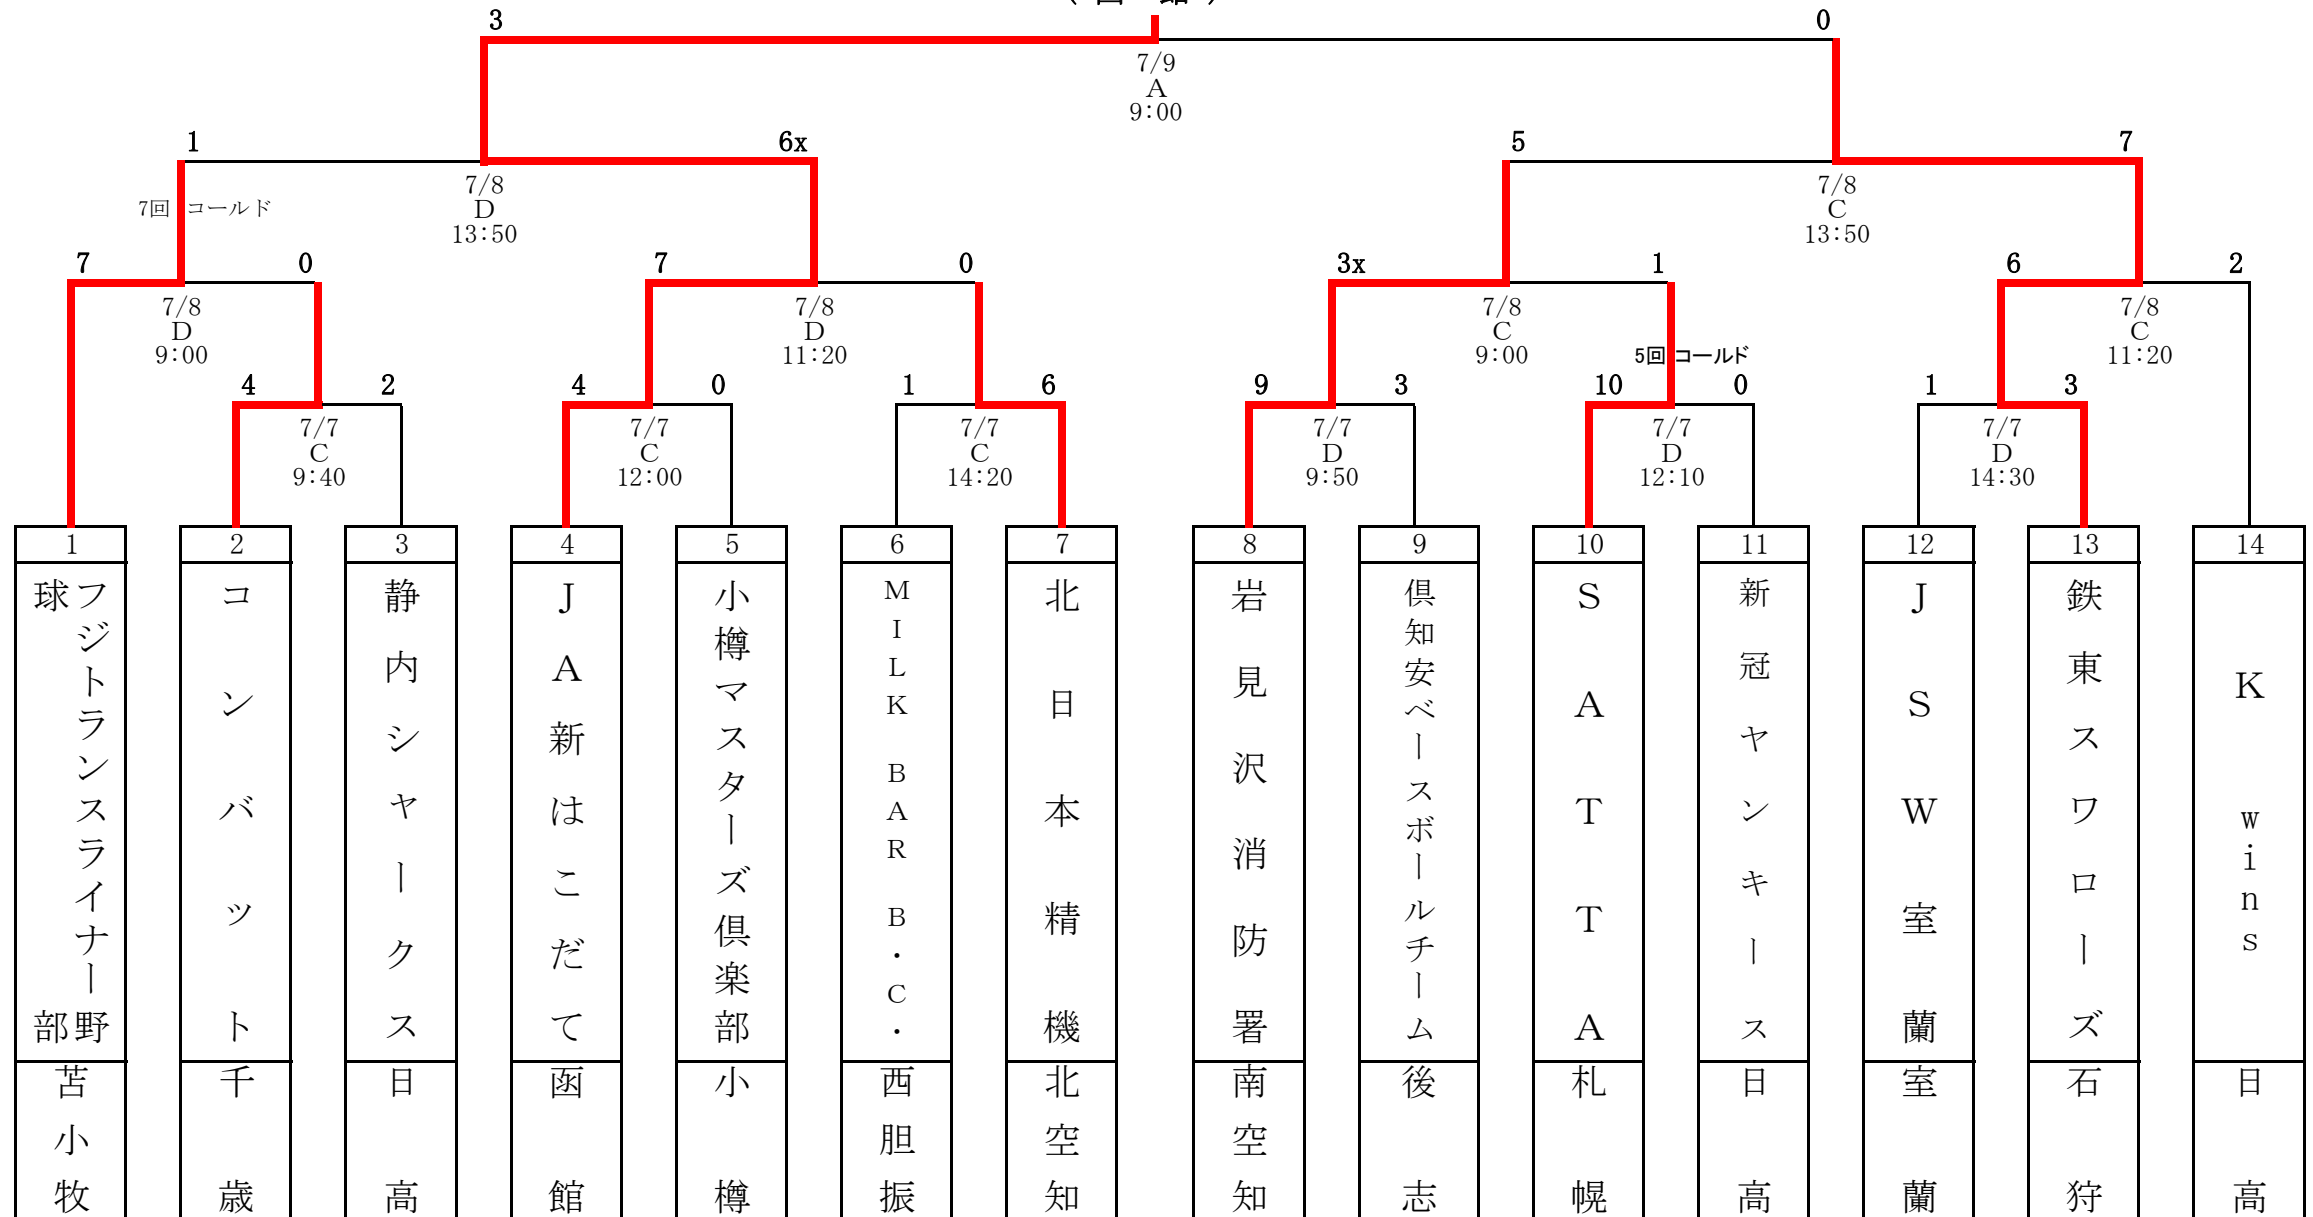 3
0
7/9
A
9:00
1
6x
5
7
7/8
D
13:50
7/8
C
13:50
7回 コールド
7
0
7
0
3x
1
6
2
7/8
D
9:00
7/8
D
11:20
7/8
C
9:00
7/8
C
11:20
5回 コールド
4
2
4
0
1
6
9
3
10
0
1
3
7/7
C
9:40
7/7
C
12:00
7/7
C
14:20
7/7
D
9:50
7/7
D
12:10
7/7
D
14:30
1
フジトランスライナー野
球部
苫小牧
2
コンバット
千歳
3
静内シャークス
日高
4
JA新はこだて
函館
5
小樽マスターズ倶楽部
小樽
6
MILK BAR B・C・
西胆振
7
北日本精機
北空知
8
岩見沢消防署
南空知
9
倶知安ベースボールチーム
後志
10
SATTA
札幌
11
新冠ヤンキース
日高
12
JSW室蘭
室蘭
13
鉄東スワローズ
石狩
14
K wins
日高